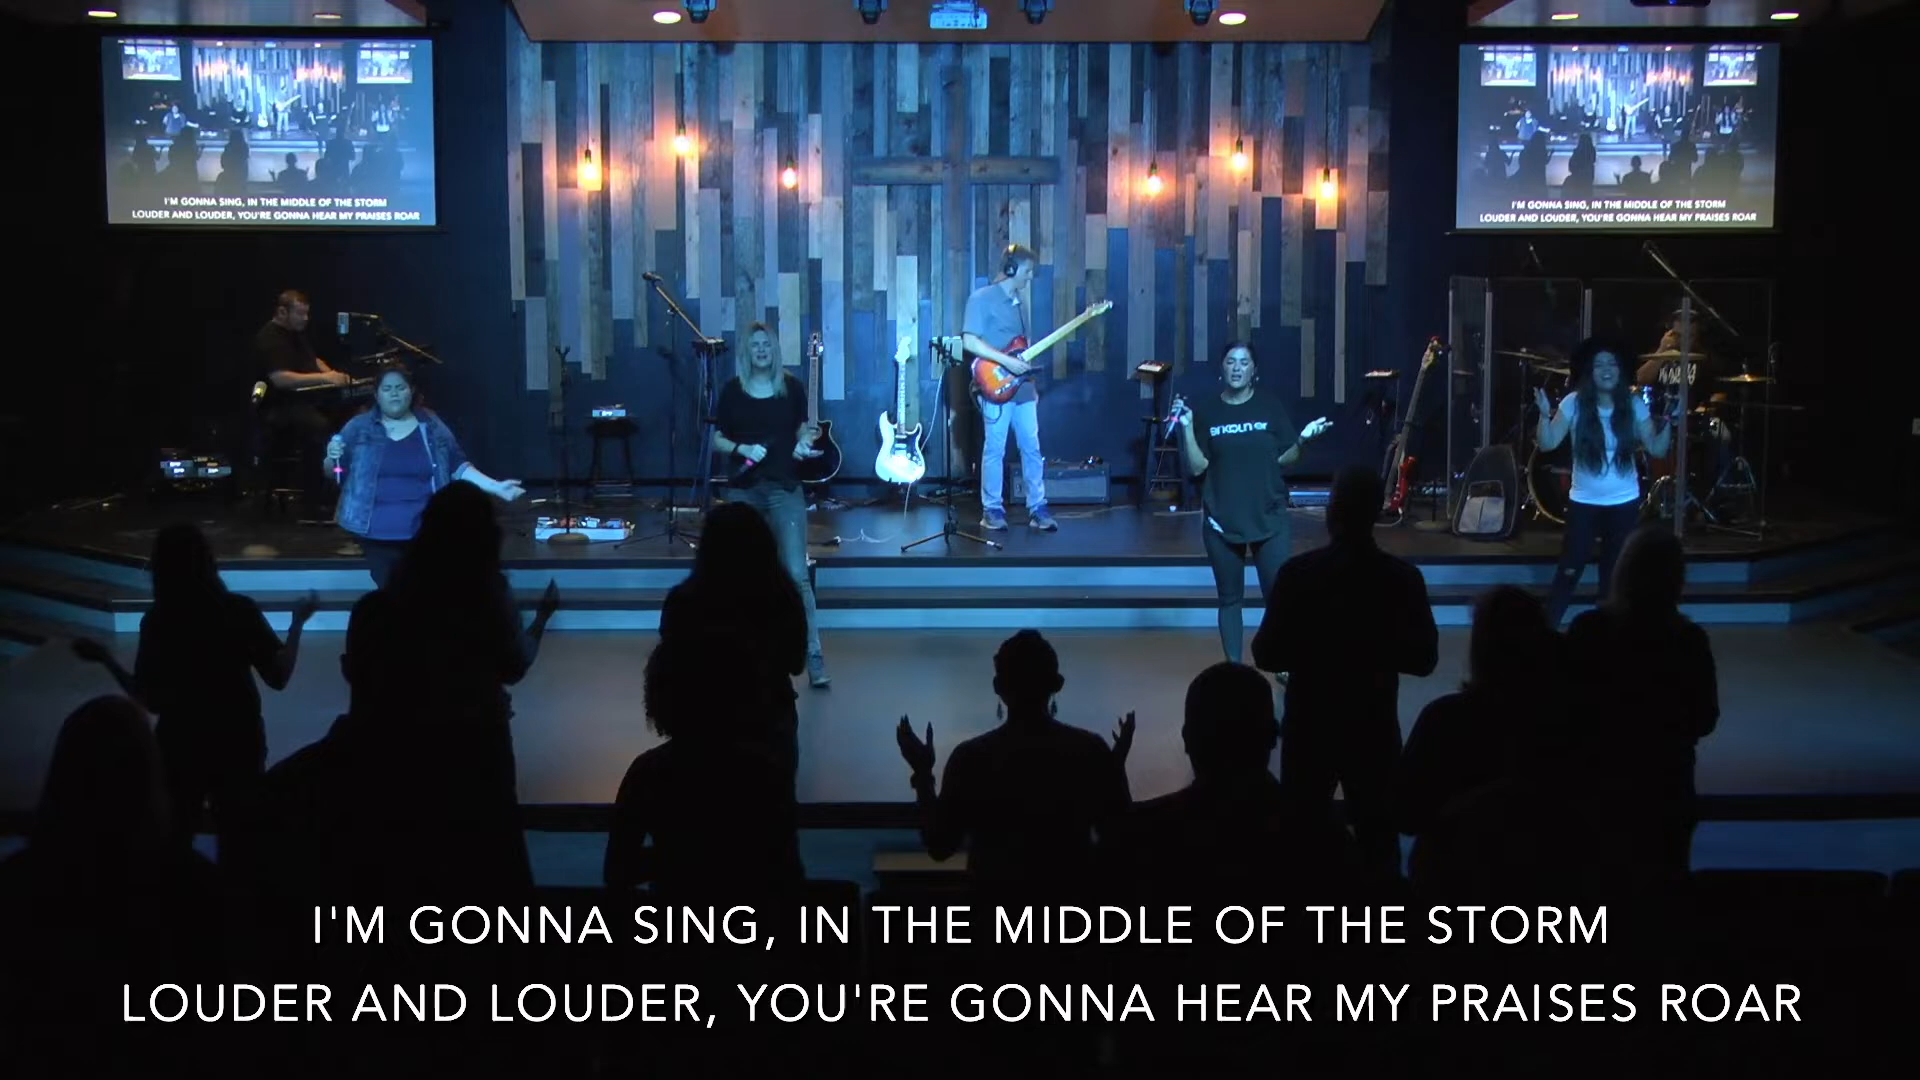 I'M GONNA SING, IN THE MIDDLE OF THE STORM
LOUDER AND LOUDER, YOU'RE GONNA HEAR MY PRAISES ROAR
I'M GONNA SING, IN THE MIDDLE OF THE STORM
LOUDER AND LOUDER, YOU'RE GONNA HEAR MY PRAISES ROAR
I'M GONNA SING, IN THE MIDDLE OF THE STORM
LOUDER AND LOUDER, YOU'RE GONNA HEAR MY PRAISES ROAR